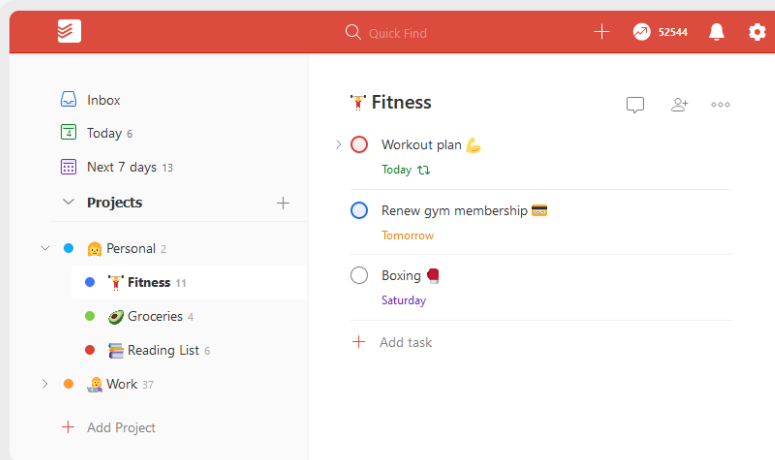 Quick Find
52544
Inbox
Today 6
Next 7 days 13
Projects
Personal 2
Fitness 11
Groceries 4
Reading List 6
Work 37
Add Project
Fitness
Workout plan
Today
Renew gym membership
Tomorrow
Boxing
Saturday
Add task